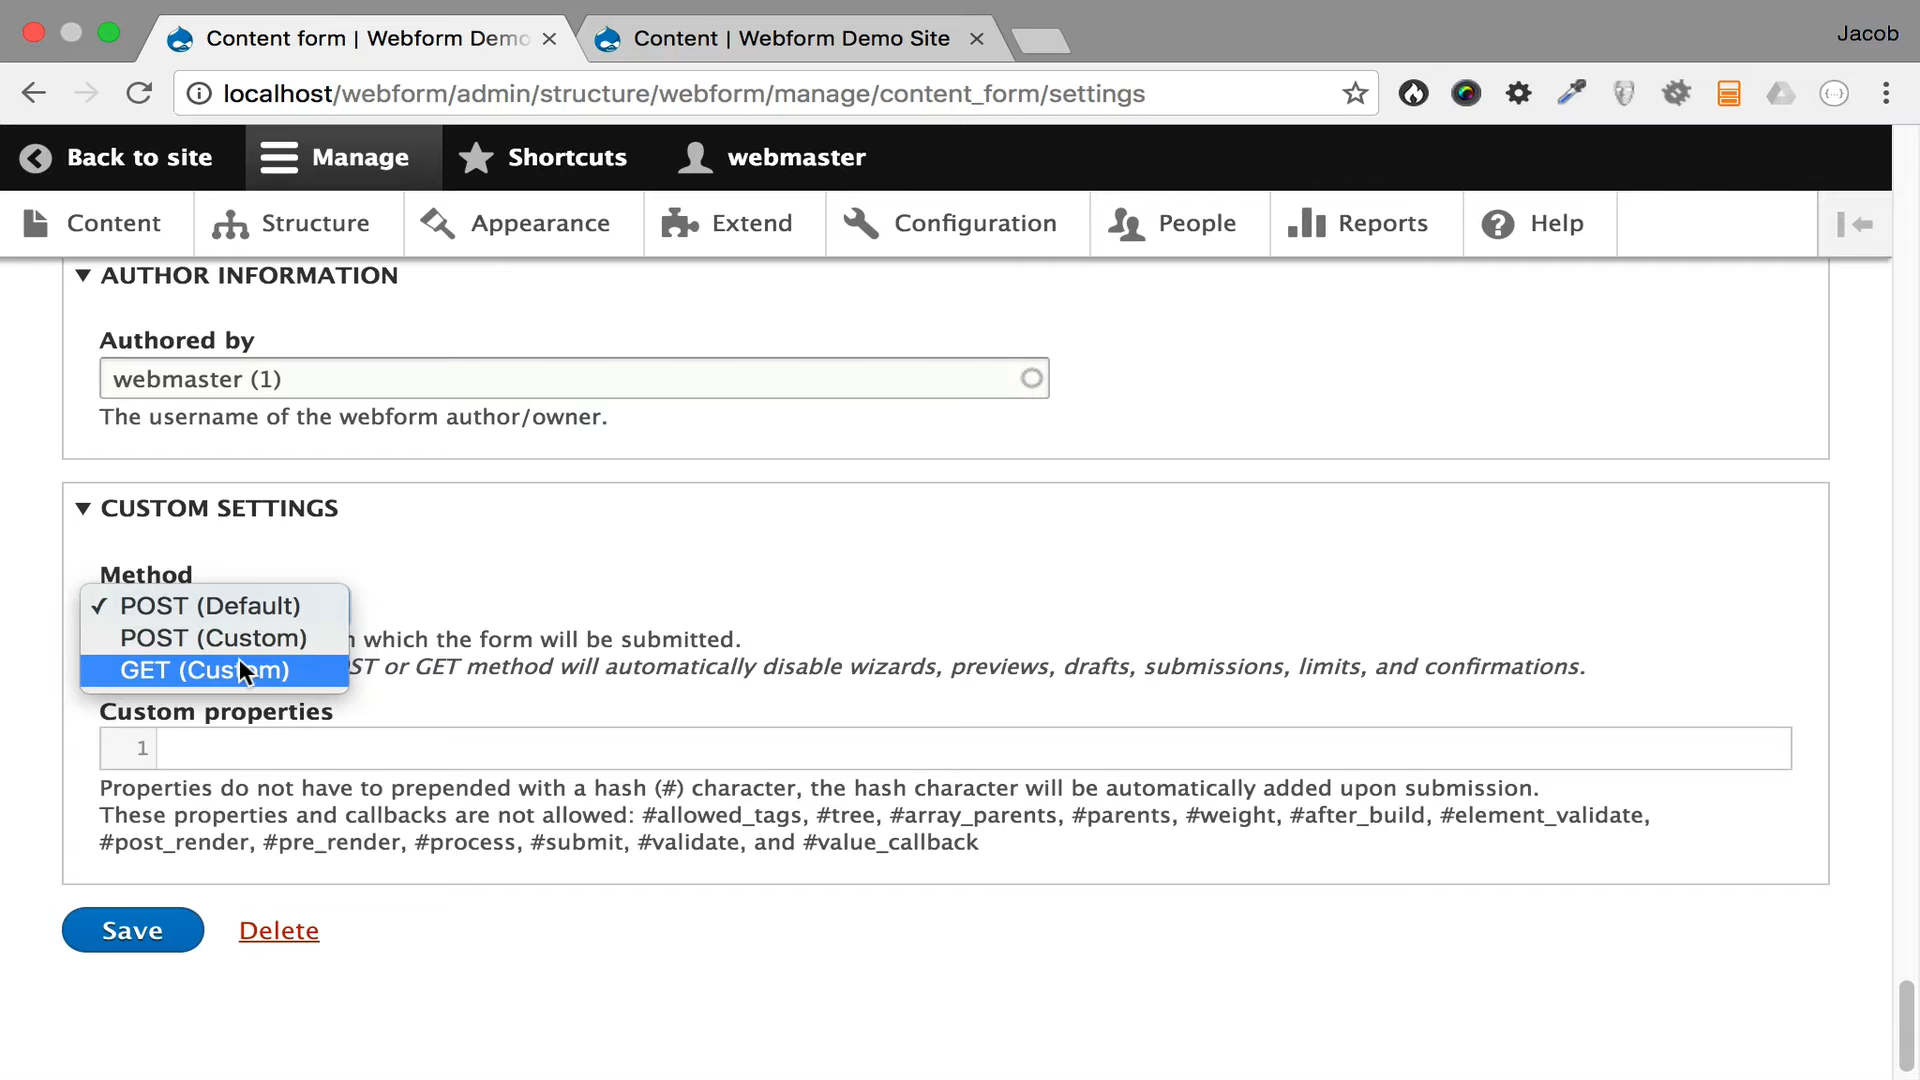 Content form | Webform Demo
Content | Webform Demo Site
Jacob
localhost/webform/admin/structure/webform/manage/content_form/settings
Back to site
Manage
Shortcuts
webmaster
Content
Structure
Appearance
Extend
Configuration
People
Reports
Help
AUTHOR INFORMATION
Authored by
webmaster (1)
The username of the webform author/owner.
CUSTOM SETTINGS
Method
✓ POST (Default)
POST (Custom)
GET (Custom)
which the form will be submitted.
or GET method will automatically disable wizards, previews, drafts, submissions, limits, and confirmations.
Custom properties
1
Properties do not have to prepended with a hash (#) character, the hash character will be automatically added upon submission.
These properties and callbacks are not allowed: #allowed_tags, #tree, #array_parents, #parents, #weight, #after_build, #element_validate,
#post_render, #pre_render, #process, #submit, #validate, and #value_callback
Save
Delete